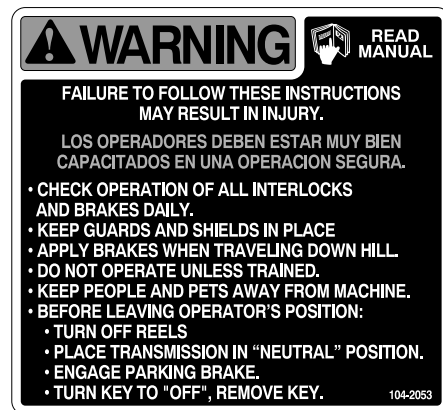 WARNING
READ
MANUAL
FAILURE TO FOLLOW THESE INSTRUCTIONS
MAY RESULT IN INJURY.
LOS OPERADORES DEBEN ESTAR MUY BIEN
CAPACITADOS EN UNA OPERACION SEGURA.
• CHECK OPERATION OF ALL INTERLOCKS
AND BRAKES DAILY.
• KEEP GUARDS AND SHIELDS IN PLACE
• APPLY BRAKES WHEN TRAVELING DOWN HILL.
• DO NOT OPERATE UNLESS TRAINED.
• KEEP PEOPLE AND PETS AWAY FROM MACHINE.
• BEFORE LEAVING OPERATOR'S POSITION:
• TURN OFF REELS
• PLACE TRANSMISSION IN “NEUTRAL” POSITION.
• ENGAGE PARKING BRAKE.
• TURN KEY TO "OFF", REMOVE KEY.
104-2053